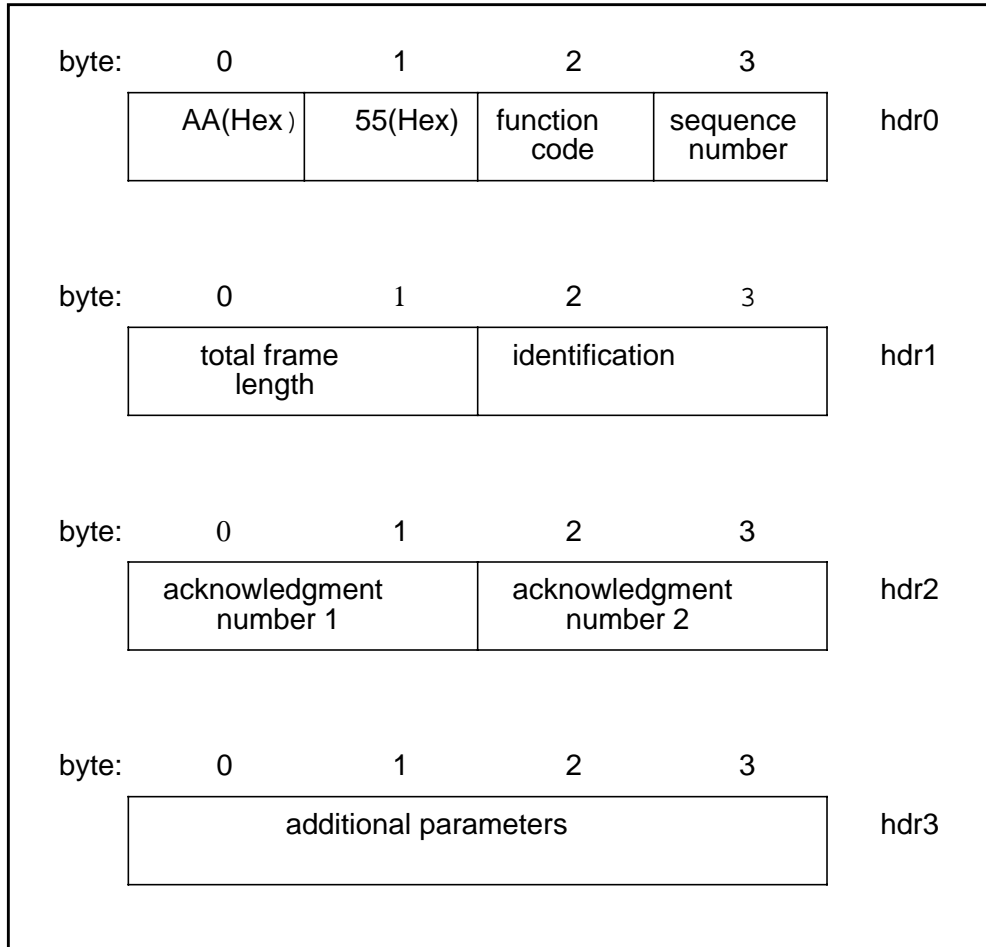 byte: 0 1 2 3
AA(Hex) 55(Hex) function sequence hdr0
code number
byte: 0 1 2 3
total frame identification hdr1
length
byte: 0 1 2 3
acknowledgment acknowledgment hdr2
number 1 number 2
byte: 0 1 2 3
additional parameters hdr3